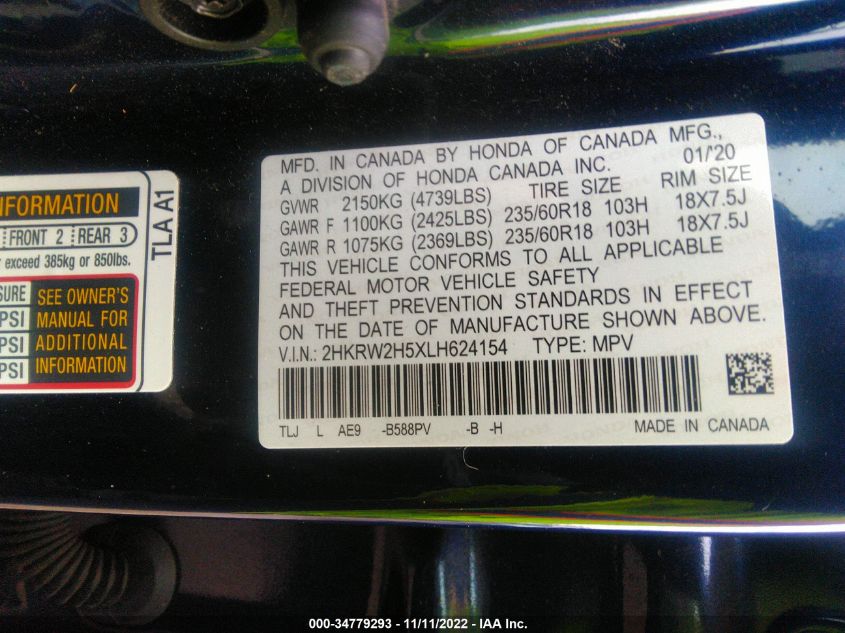 NFORMATION
FRONT 2 REAR 3
r exceed 385kg or 850lbs.
SURE
PSI
PSI
PSI
SEE OWNER'S
MANUAL FOR
ADDITIONAL
INFORMATION
TLA A1
MFD. IN CANADA BY HONDA OF CANADA MFG.,
A DIVISION OF HONDA CANADA INC. 01/20
GVWR 2150KG (4739LBS) TIRE SIZE RIM SIZE
GAWR F 1100KG (2425LBS) 235/60R18 103H 18X7.5J
GAWR R 1075KG (2369LBS) 235/60R18 103H 18X7.5J
THIS VEHICLE CONFORMS TO ALL APPLICABLE
FEDERAL MOTOR VEHICLE SAFETY
AND THEFT PREVENTION STANDARDS IN EFFECT
ON THE DATE OF MANUFACTURE SHOWN ABOVE.
V.I.N.: 2HKRW2H5XLH624154 TYPE: MPV
TLJ L AE9 -B588PV -B -H MADE IN CANADA
000-34779293 - 11/11/2022 - IAA Inc.